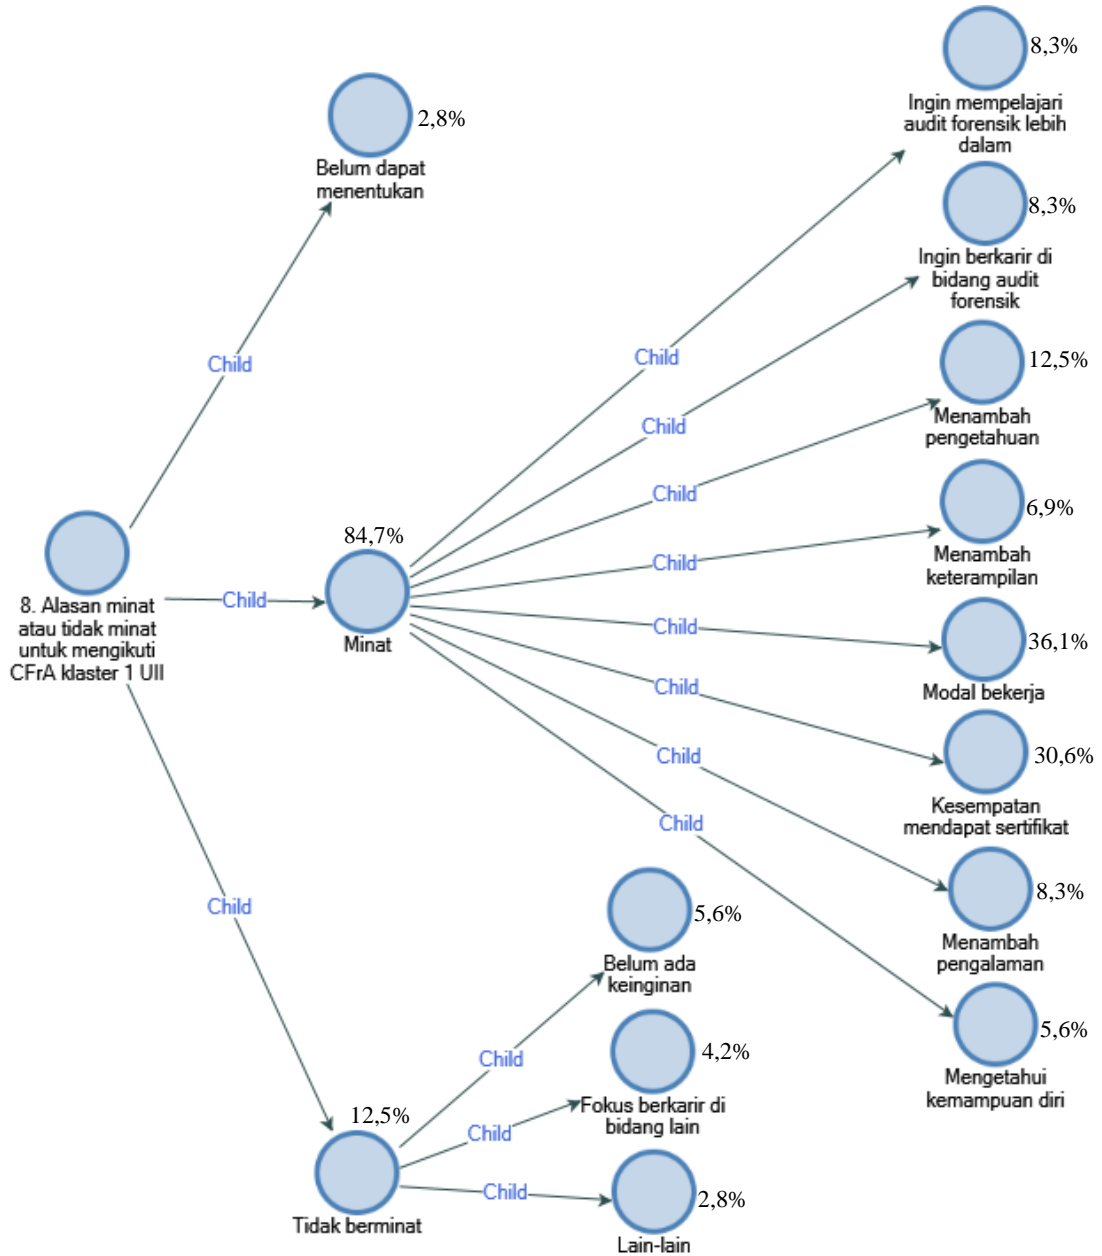 2,8%
Belum dapat
menentukan
Child
8. Alasan minat
atau tidak minat
untuk mengikuti
CFrA klaster 1 UII
Child
84,7%
Minat
Child
8,3%
Ingin mempelajari
audit forensik lebih
dalam
Child
8,3%
Ingin berkarir di
bidang audit
forensik
Child
12,5%
Menambah
pengetahuan
Child
6,9%
Menambah
keterampilan
Child
36,1%
Modal bekerja
Child
30,6%
Kesempatan
mendapat sertifikat
Child
8,3%
Menambah
pengalaman
Child
5,6%
Mengetahui
kemampuan diri
Child
12,5%
Tidak berminat
Child
5,6%
Belum ada
keinginan
Child
4,2%
Fokus berkarir di
bidang lain
Child
2,8%
Lain-lain